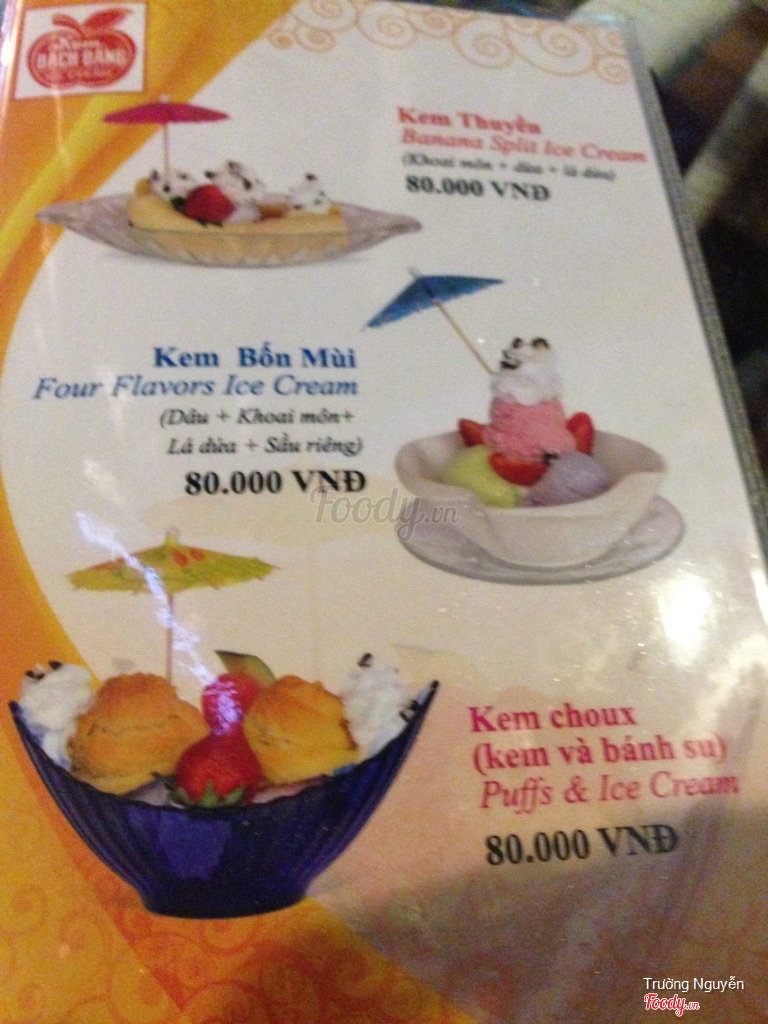 Kem
BẠCH ĐẰNG
Kem Thuyền
Banana Split Ice Cream
(Khoai môn + dừa + lá dứa)
80.000 VNĐ
Kem Bốn Mùi
Four Flavors Ice Cream
(Dâu + Khoai môn+
Lá dứa + Sầu riêng)
80.000 VNĐ
Foody.vn
Kem choux
(kem và bánh su)
Puffs & Ice Cream
80.000 VNĐ
Trường Nguyễn
Foody.vn